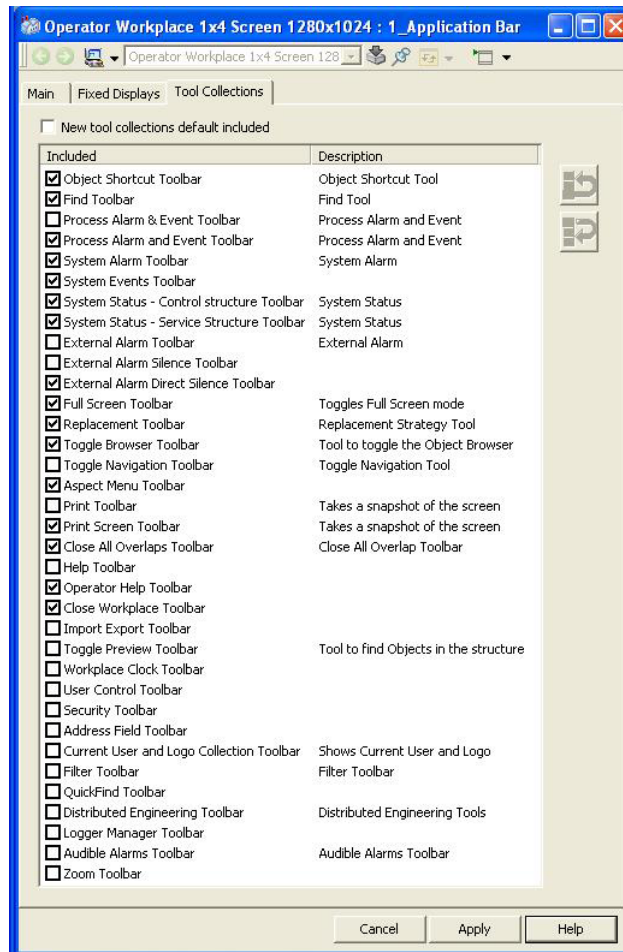 Operator Workplace 1x4 Screen 1280x1024 : 1_Application Bar
Operator Workplace 1x4 Screen 128
Main Fixed Displays Tool Collections
New tool collections default included
Included Description
Object Shortcut Toolbar Object Shortcut Tool
Find Toolbar Find Tool
Process Alarm & Event Toolbar Process Alarm and Event
Process Alarm and Event Toolbar Process Alarm and Event
System Alarm Toolbar System Alarm
System Events Toolbar
System Status - Control structure Toolbar System Status
System Status - Service Structure Toolbar System Status
External Alarm Toolbar External Alarm
External Alarm Silence Toolbar
External Alarm Direct Silence Toolbar
Full Screen Toolbar Toggles Full Screen mode
Replacement Toolbar Replacement Strategy Tool
Toggle Browser Toolbar Tool to toggle the Object Browser
Toggle Navigation Toolbar Toggle Navigation Tool
Aspect Menu Toolbar
Print Toolbar Takes a snapshot of the screen
Print Screen Toolbar Takes a snapshot of the screen
Close All Overlaps Toolbar Close All Overlap Toolbar
Help Toolbar
Operator Help Toolbar
Close Workplace Toolbar
Import Export Toolbar
Toggle Preview Toolbar Tool to find Objects in the structure
Workplace Clock Toolbar
User Control Toolbar
Security Toolbar
Address Field Toolbar
Current User and Logo Collection Toolbar Shows Current User and Logo
Filter Toolbar Filter Toolbar
QuickFind Toolbar
Distributed Engineering Toolbar Distributed Engineering Tools
Logger Manager Toolbar
Audible Alarms Toolbar Audible Alarms Toolbar
Zoom Toolbar
Cancel Apply Help